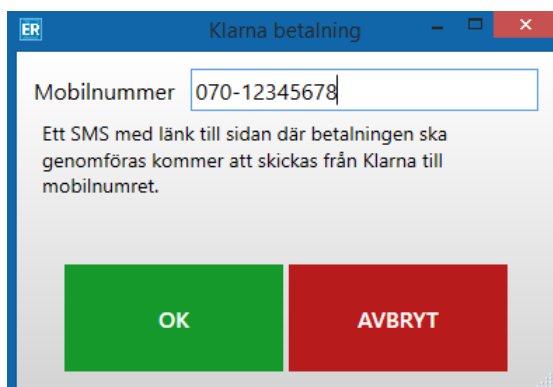 ER Klarna betalning
Mobilnummer 070-12345678
Ett SMS med länk till sidan där betalningen ska
genomföras kommer att skickas från Klarna till
mobilnumret.
OK AVBRYT